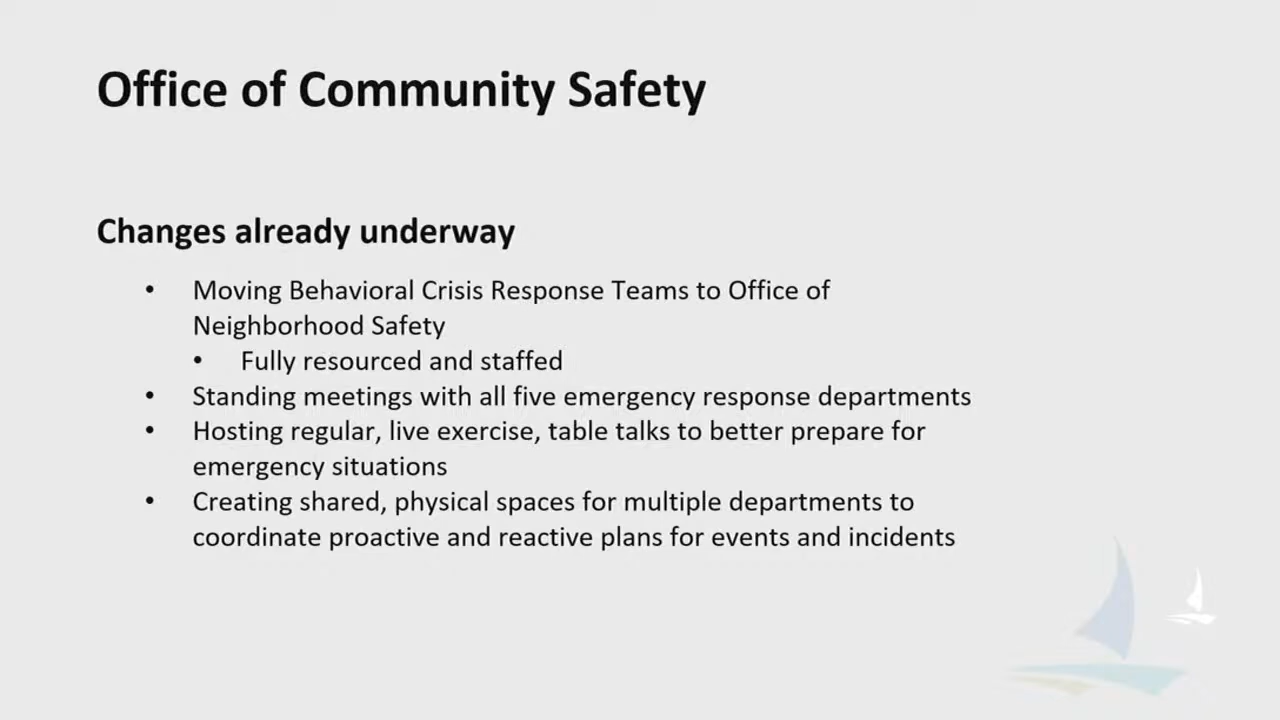 Office of Community Safety
Changes already underway
• Moving Behavioral Crisis Response Teams to Office of
Neighborhood Safety
• Fully resourced and staffed
• Standing meetings with all five emergency response departments
• Hosting regular, live exercise, table talks to better prepare for
emergency situations
• Creating shared, physical spaces for multiple departments to
coordinate proactive and reactive plans for events and incidents